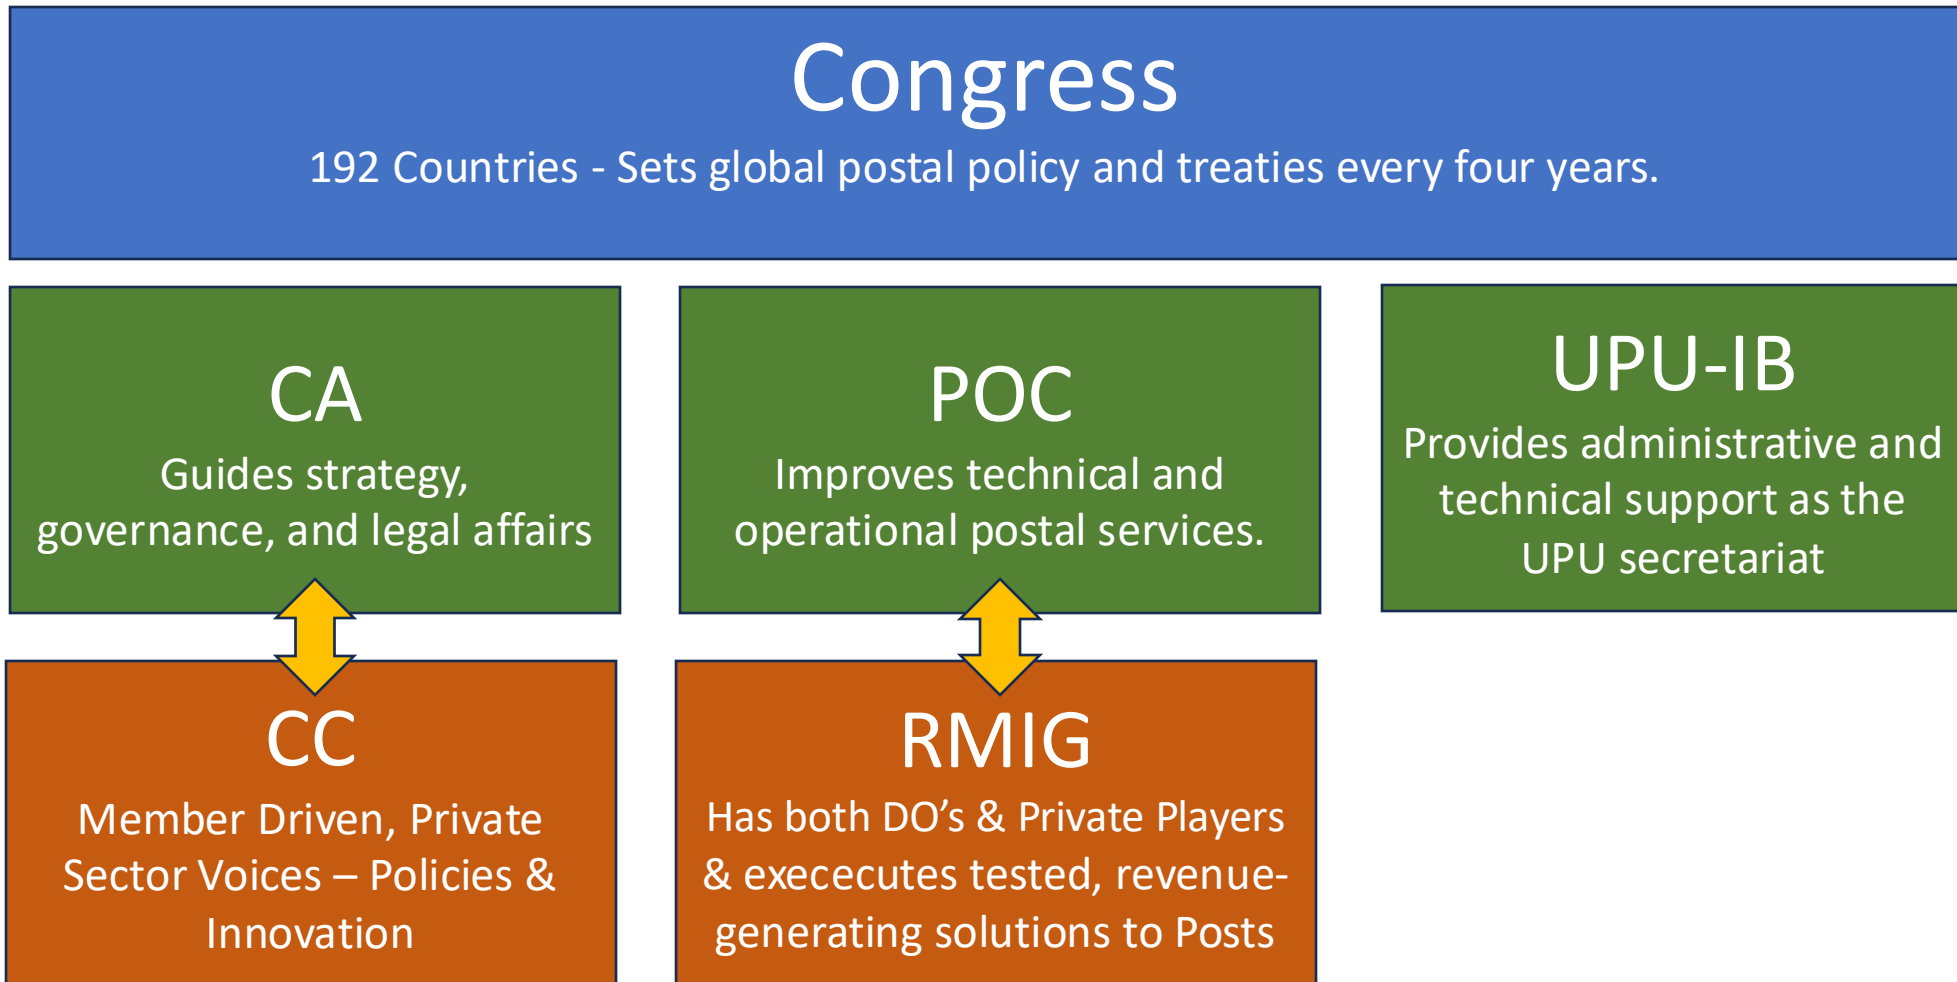 Congress
192 Countries - Sets global postal policy and treaties every four years.
CA
Guides strategy,
governance, and legal affairs
POC
Improves technical and
operational postal services.
UPU-IB
Provides administrative and
technical support as the
UPU secretariat
CC
Member Driven, Private
Sector Voices – Policies &
Innovation
RMIG
Has both DO’s & Private Players
& exececutes tested, revenue-
generating solutions to Posts